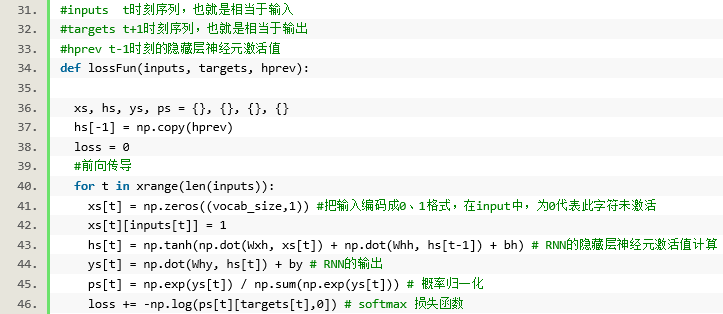 31. #inputs  t时刻序列，也就是相当于输入
32. #targets t+1时刻序列，也就是相当于输出
33. #hprev t-1时刻的隐藏层神经元激活值
34. def lossFun(inputs, targets, hprev):
35.
36.   xs, hs, ys, ps = {}, {}, {}, {}
37.   hs[-1] = np.copy(hprev)
38.   loss = 0
39.   #前向传导
40.   for t in xrange(len(inputs)):
41.     xs[t] = np.zeros((vocab_size,1)) #把输入编码成0、1格式，在input中，为0代表此字符未激活
42.     xs[t][inputs[t]] = 1
43.     hs[t] = np.tanh(np.dot(Wxh, xs[t]) + np.dot(Whh, hs[t-1]) + bh) # RNN的隐藏层神经元激活值计算
44.     ys[t] = np.dot(Why, hs[t]) + by # RNN的输出
45.     ps[t] = np.exp(ys[t]) / np.sum(np.exp(ys[t])) # 概率归一化
46.     loss += -np.log(ps[t][targets[t],0]) # softmax 损失函数